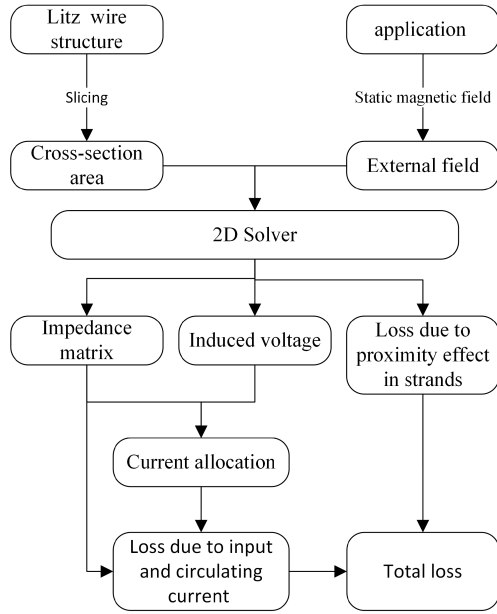 Litz wire
structure
application
Slicing
Static magnetic field
Cross-section
area
External field
2D Solver
Impedance
matrix
Induced voltage
Loss due to
proximity effect
in strands
Current allocation
Loss due to input
and circulating
current
Total loss